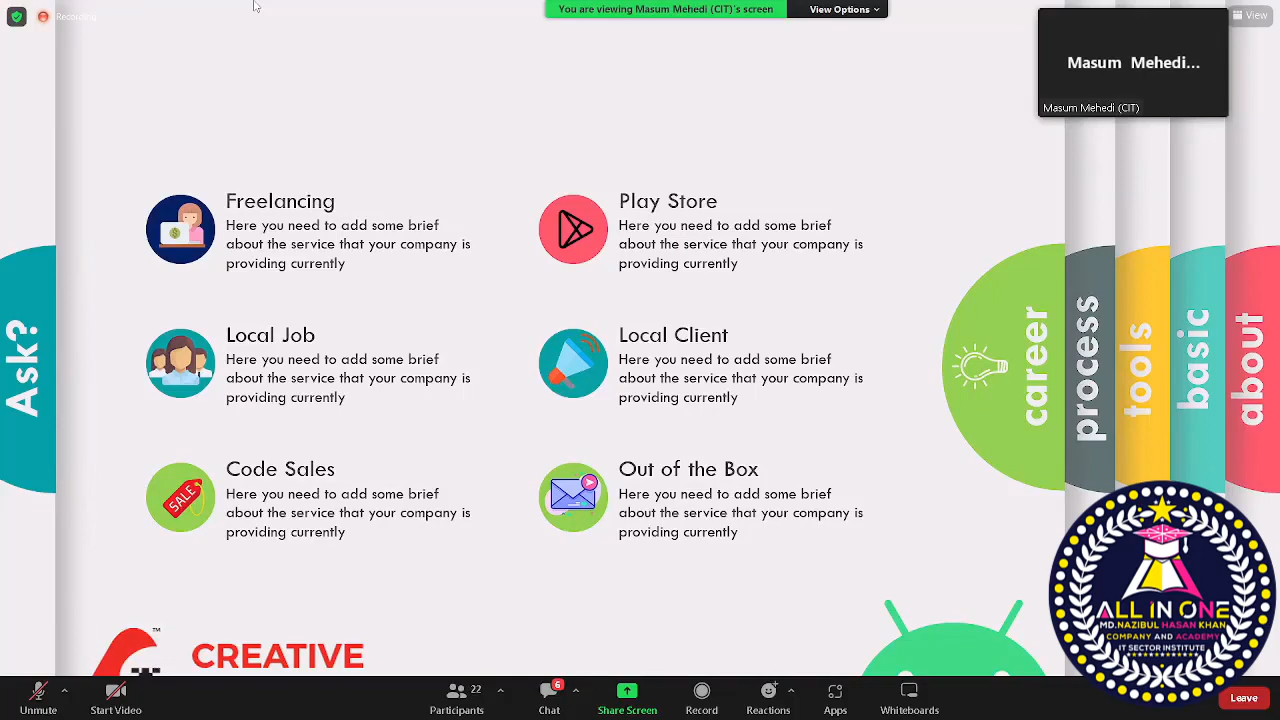 Recording
You are viewing Masum Mehedi (CIT)'s screen
View Options
View
Masum Mehedi...
Masum Mehedi (CIT)
Freelancing
Here you need to add some brief
about the service that your company is
providing currently
Play Store
Here you need to add some brief
about the service that your company is
providing currently
Local Job
Here you need to add some brief
about the service that your company is
providing currently
Local Client
Here you need to add some brief
about the service that your company is
providing currently
SALE
Code Sales
Here you need to add some brief
about the service that your company is
providing currently
Out of the Box
Here you need to add some brief
about the service that your company is
providing currently
Ask?
career
process
tools
basic
about
CREATIVE
™
ALL IN ONE
MD.NAZIBUL HASAN KHAN
COMPANY AND ACADEMY
IT SECTOR INSTITUTE
Unmute
Start Video
22
Participants
6
Chat
Share Screen
Record
Reactions
Apps
Whiteboards
Leave